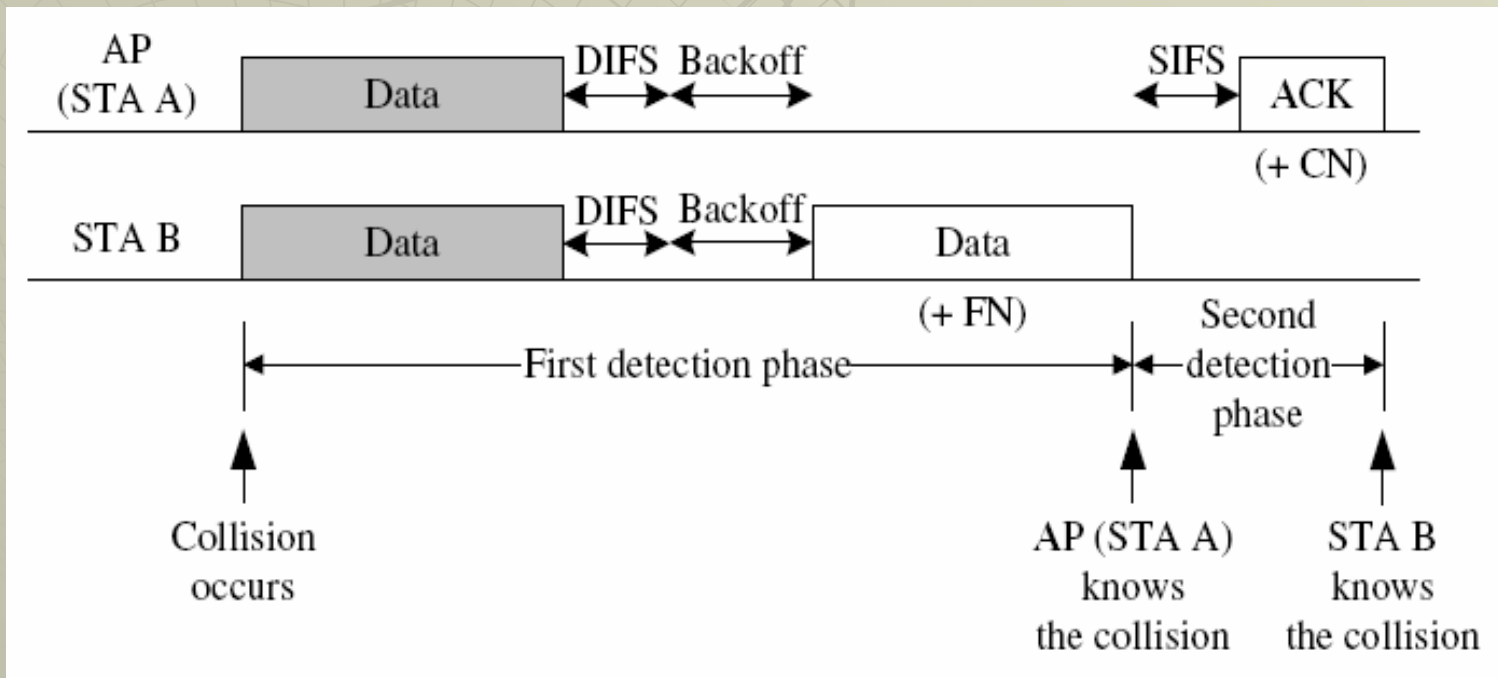 AP
(STA A)
Data
DIFS
Backoff
SIFS
ACK
(+ CN)
STA B
Data
DIFS
Backoff
Data
(+ FN)
First detection phase
Second
detection
phase
Collision
occurs
AP (STA A)
knows
the collision
STA B
knows
the collision